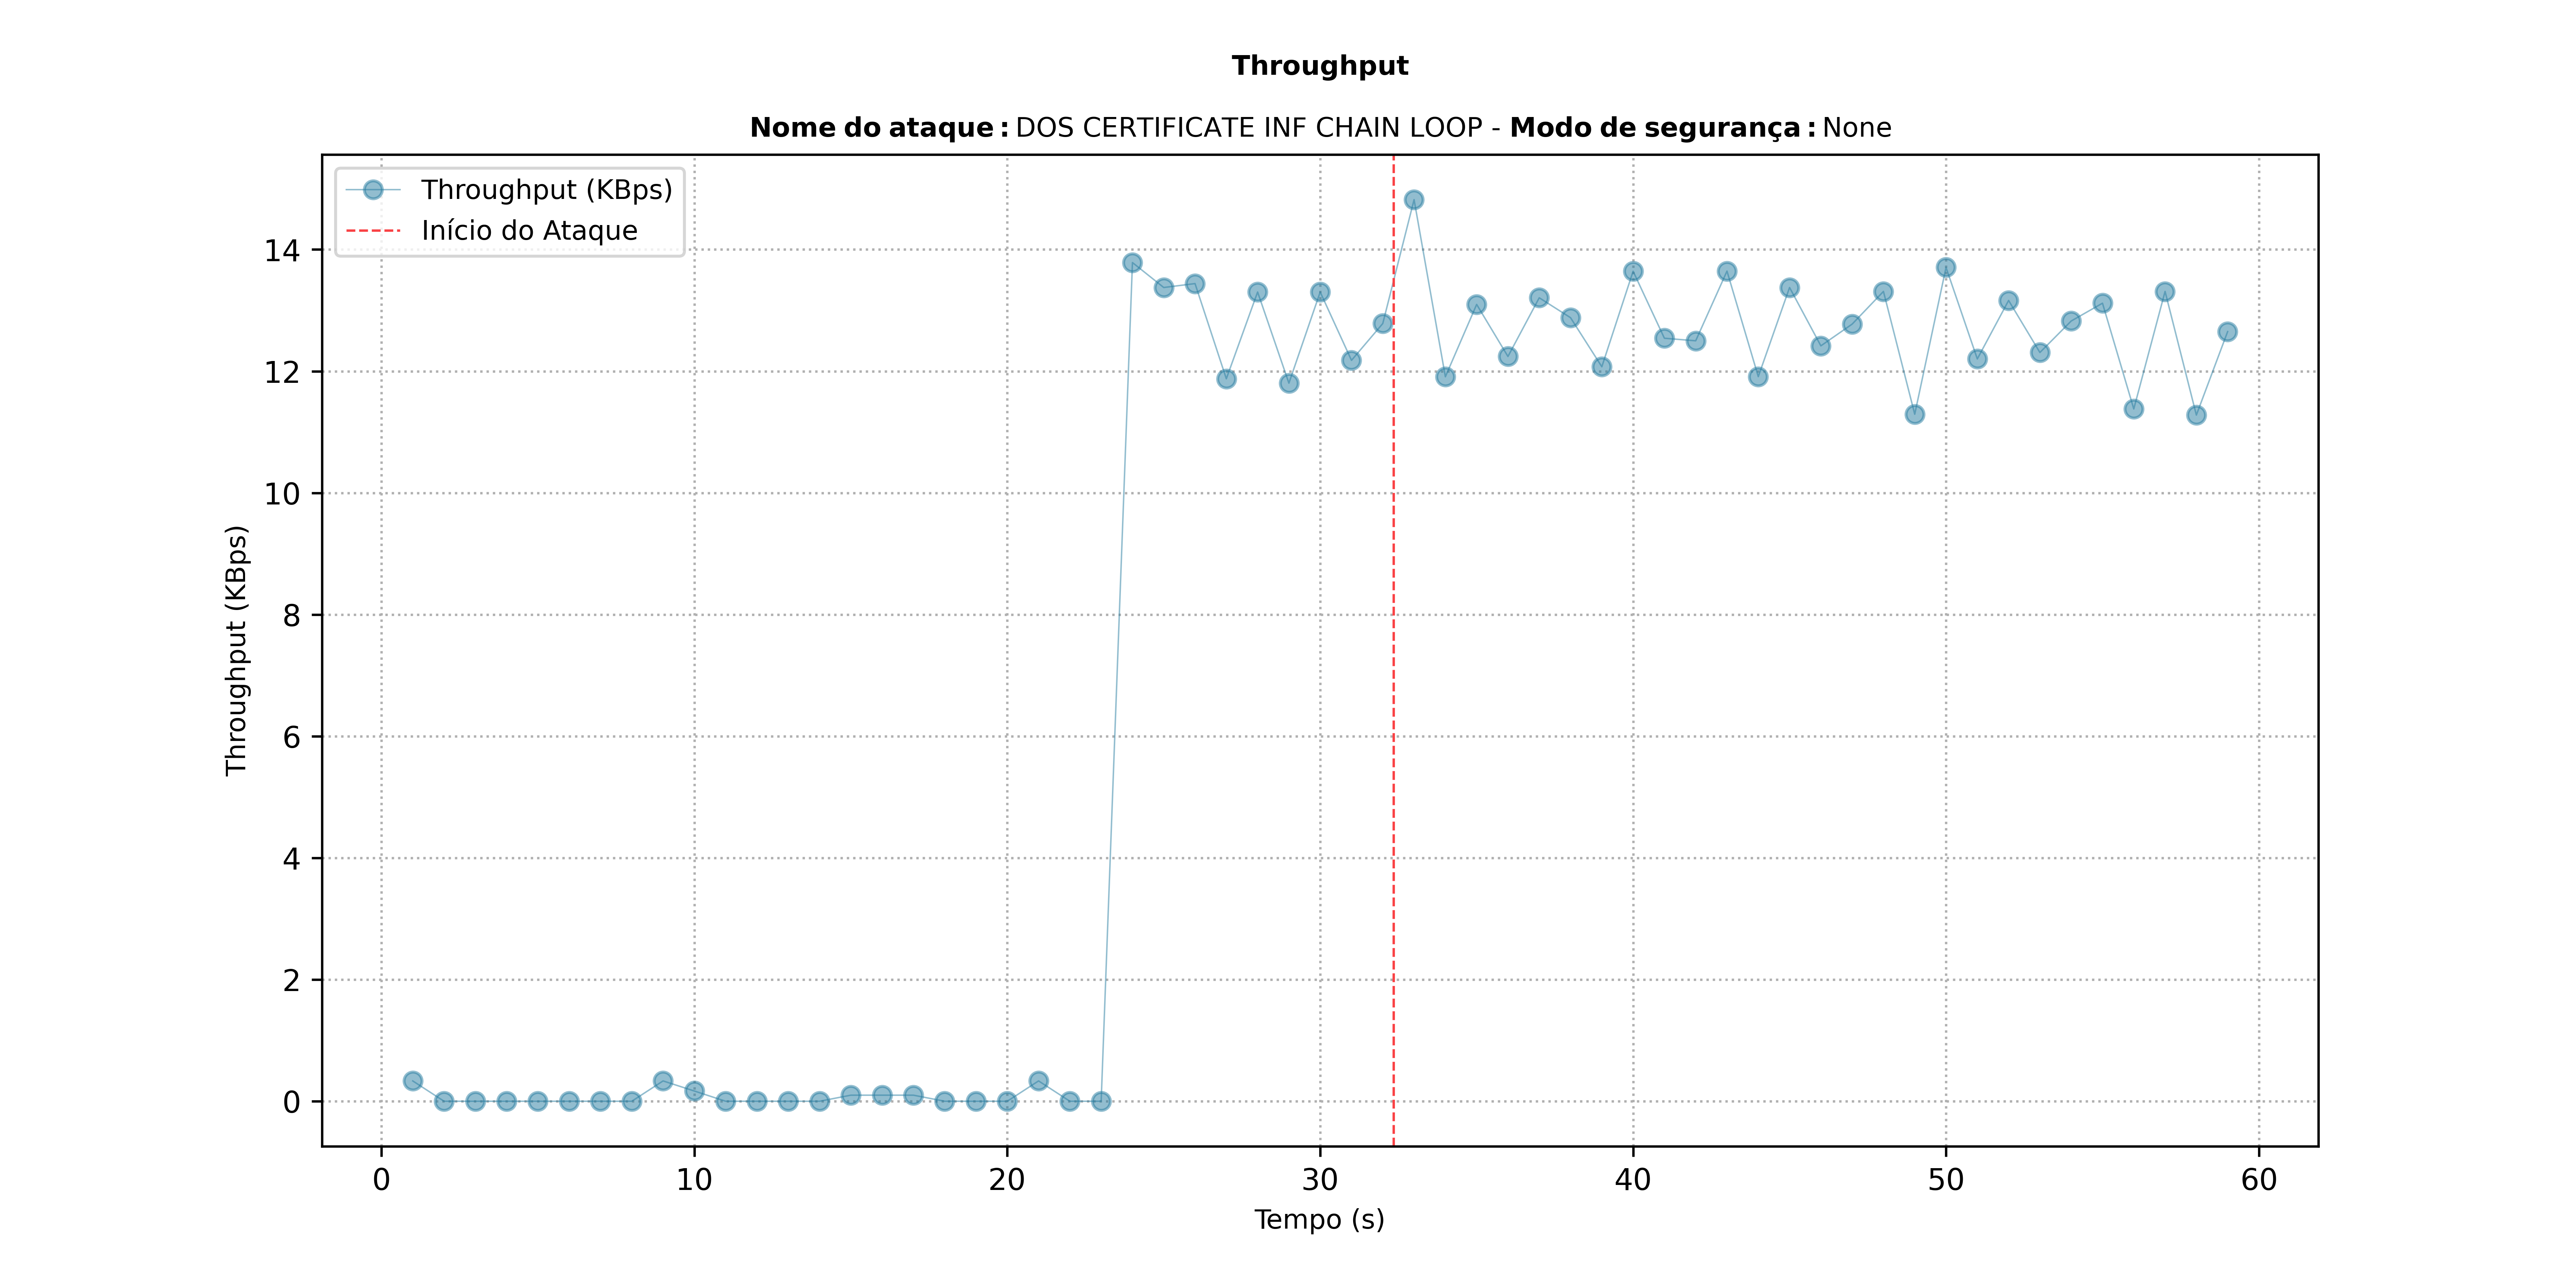 Throughput
Nome do ataque: DOS CERTIFICATE INF CHAIN LOOP - Modo de segurança: None
Throughput (KBps)
Início do Ataque
Throughput (KBps)
14
12
10
8
6
4
2
0
0 10 20 30 40 50 60
Tempo (s)